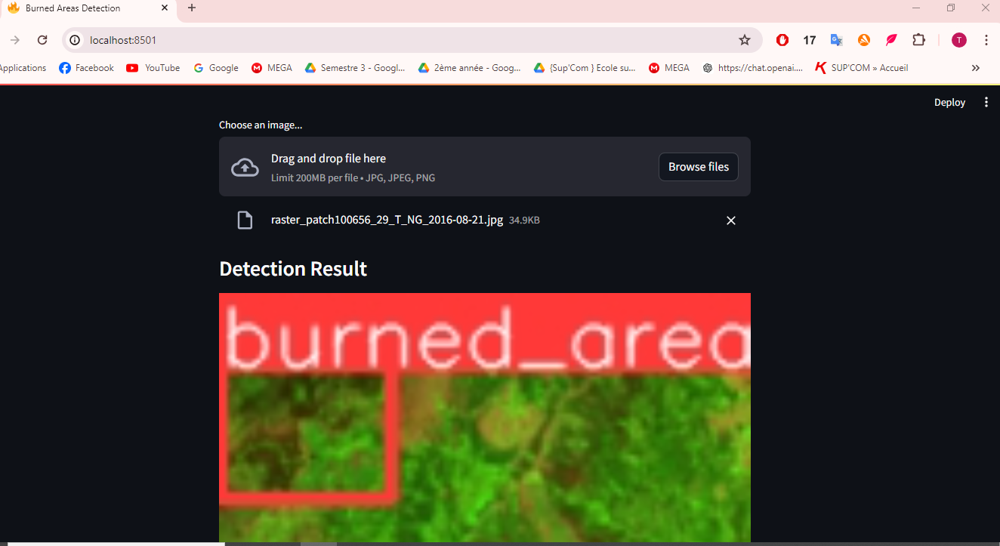 Burned Areas Detection
localhost:8501
17
T
pplications Facebook YouTube Google MEGA Semestre 3 - Googl... 2ème année - Goog... {Sup'Com } Ecole su... MEGA https://chat.openai.... SUP'COM » Accueil
Deploy
Choose an image...
Drag and drop file here
Limit 200MB per file • JPG, JPEG, PNG
Browse files
raster_patch100656_29_T_NG_2016-08-21.jpg 34.9KB
Detection Result
burned_area